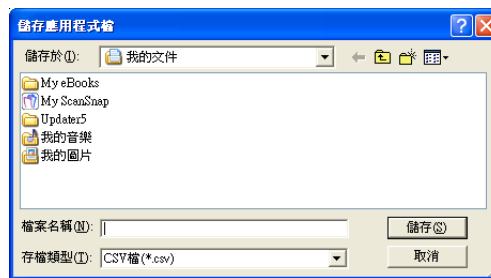 儲存應用程式檔
儲存於(I): 我的文件
My eBooks
My ScanSnap
Updater5
我的音樂
我的圖片
檔案名稱(N): 儲存(S)
存檔類型(T): CSV檔(*.csv) 取消